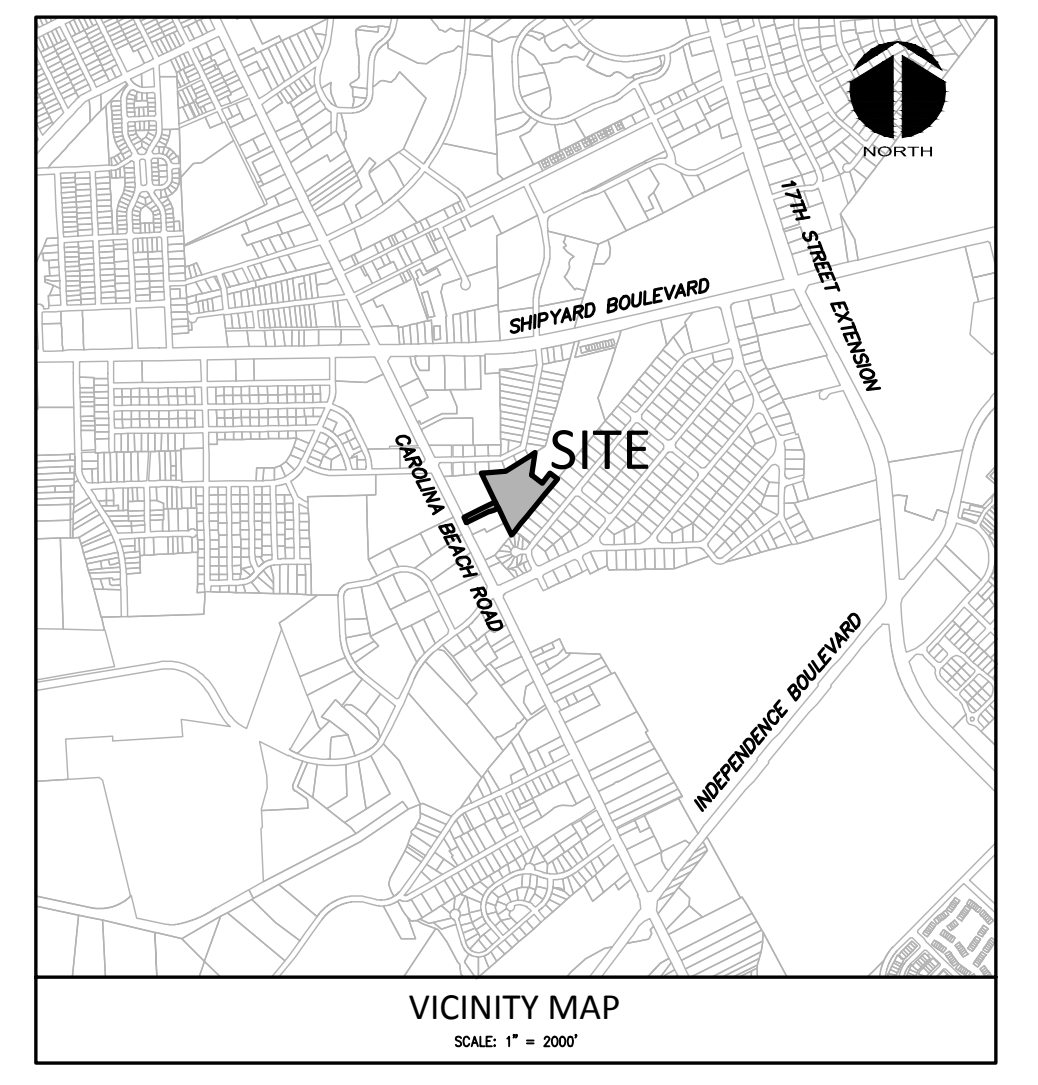 NORTH
17TH STREET EXTENSION
SHIPYARD BOULEVARD
SITE
CAROLINA BEACH ROAD
INDEPENDENCE BOULEVARD
VICINITY MAP
SCALE: 1" = 2000'